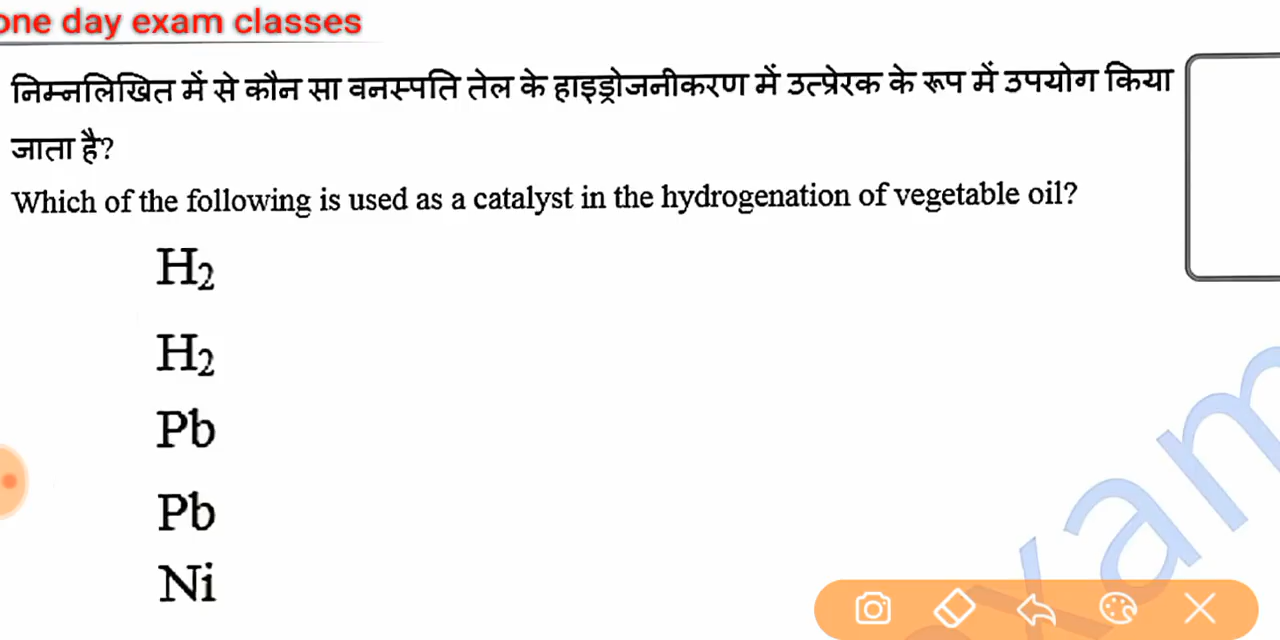 one day exam classes
निम्नलिखित में से कौन सा वनस्पति तेल के हाइड्रोजनीकरण में उत्प्रेरक के रूप में उपयोग किया
जाता है?
Which of the following is used as a catalyst in the hydrogenation of vegetable oil?
H₂
H₂
Pb
Pb
Ni
exam